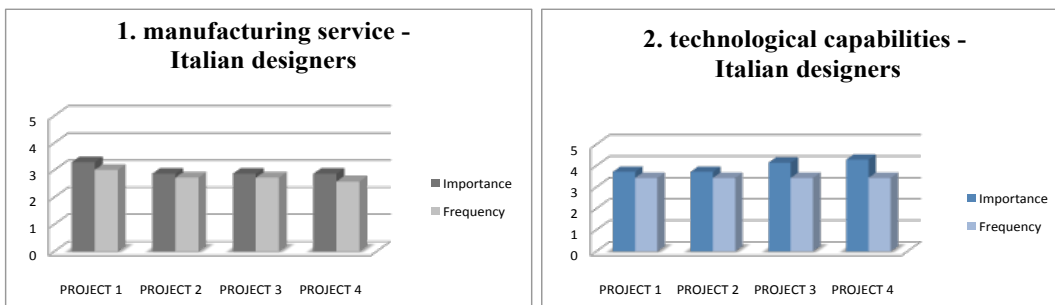 1. manufacturing service -
Italian designers
5
4
3
2
1
0
PROJECT 1 PROJECT 2 PROJECT 3 PROJECT 4
Importance
Frequency
2. technological capabilities -
Italian designers
5
4
3
2
1
0
PROJECT 1 PROJECT 2 PROJECT 3 PROJECT 4
Importance
Frequency